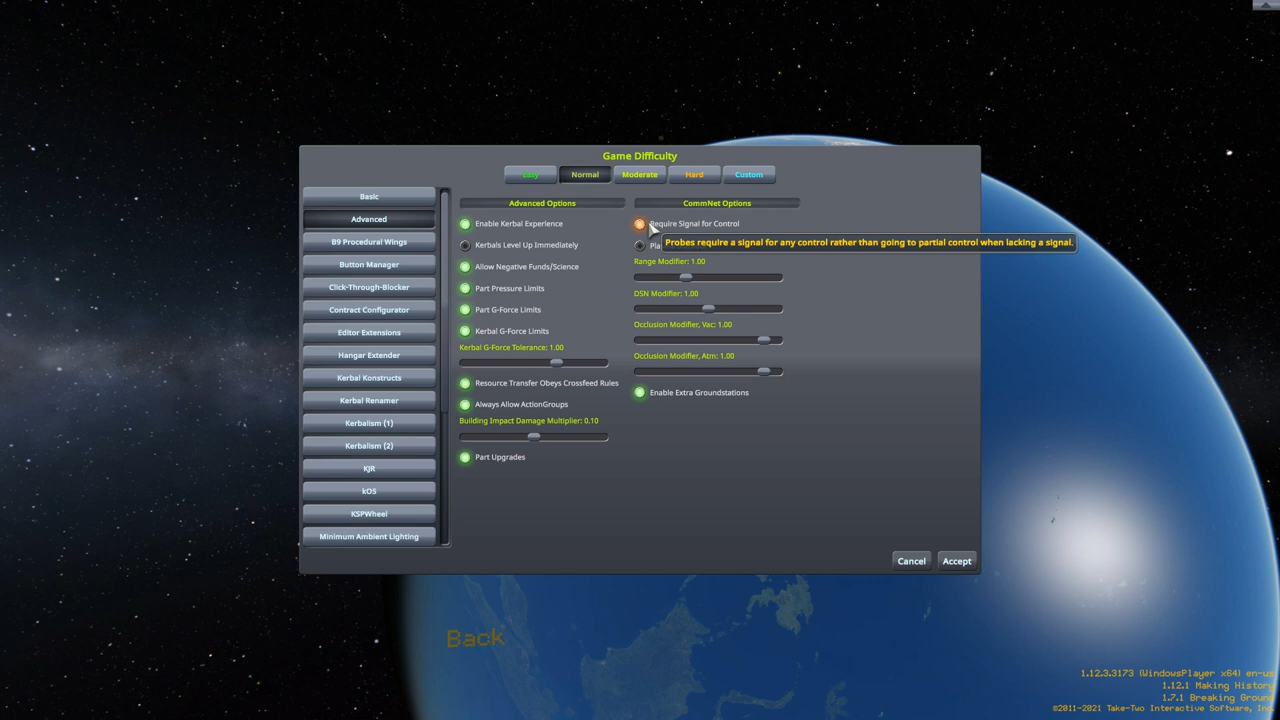 Game Difficulty
Easy
Normal
Moderate
Hard
Custom
Basic
Advanced
B9 Procedural Wings
Button Manager
Click-Through-Blocker
Contract Configurator
Editor Extensions
Hangar Extender
Kerbal Konstructs
Kerbal Renamer
Kerbalism (1)
Kerbalism (2)
KJR
kOS
KSPWheel
Minimum Ambient Lighting
Advanced Options
Enable Kerbal Experience
Kerbals Level Up Immediately
Allow Negative Funds/Science
Part Pressure Limits
Part G-Force Limits
Kerbal G-Force Limits
Kerbal G-Force Tolerance: 1.00
Resource Transfer Obeys Crossfeed Rules
Always Allow ActionGroups
Building Impact Damage Multiplier: 0.10
Part Upgrades
CommNet Options
Require Signal for Control
Pla
Probes require a signal for any control rather than going to partial control when lacking a signal.
Range Modifier: 1.00
DSN Modifier: 1.00
Occlusion Modifier, Vac: 1.00
Occlusion Modifier, Atm: 1.00
Enable Extra Groundstations
Cancel
Accept
Back
1.12.3.3173 (WindowsPlayer x64) en-us
1.12.1 Making History
1.7.1 Breaking Ground
©2011-2021 Take-Two Interactive Software, Inc.